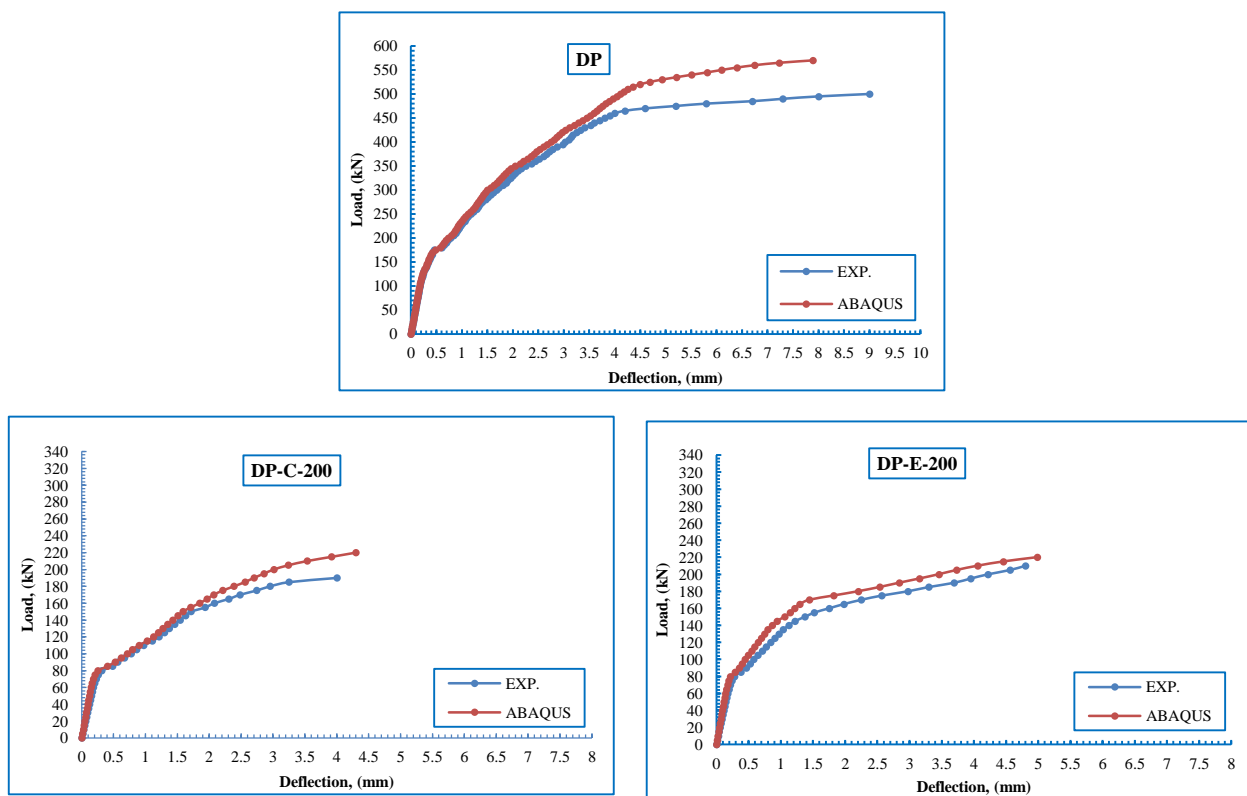 DP
600
550
500
450
400
350
300
250
200
150
100
50
0
Load, (kN)
EXP.
ABAQUS
0 0.5 1 1.5 2 2.5 3 3.5 4 4.5 5 5.5 6 6.5 7 7.5 8 8.5 9 9.5 10
Deflection, (mm)
DP-C-200
340
320
300
280
260
240
220
200
180
160
140
120
100
80
60
40
20
0
Load, (kN)
EXP.
ABAQUS
0 0.5 1 1.5 2 2.5 3 3.5 4 4.5 5 5.5 6 6.5 7 7.5 8
Deflection, (mm)
DP-E-200
340
320
300
280
260
240
220
200
180
160
140
120
100
80
60
40
20
0
Load, (kN)
EXP.
ABAQUS
0 0.5 1 1.5 2 2.5 3 3.5 4 4.5 5 5.5 6 6.5 7 7.5 8
Deflection, (mm)